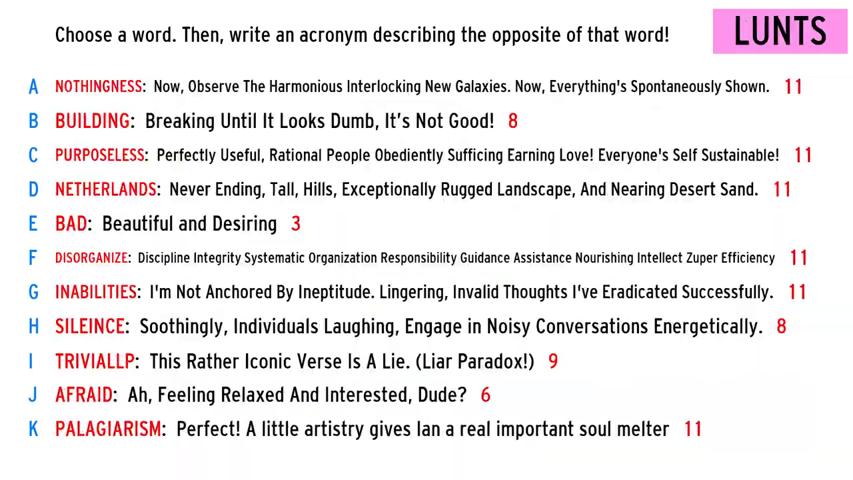 Choose a word. Then, write an acronym describing the opposite of that word!
LUNTS
A NOTHINGNESS: Now, Observe The Harmonious Interlocking New Galaxies. Now, Everything's Spontaneously Shown. 11
B BUILDING: Breaking Until It Looks Dumb, It's Not Good! 8
C PURPOSELESS: Perfectly Useful, Rational People Obediently Sufficing Earning Love! Everyone's Self Sustainable! 11
D NETHERLANDS: Never Ending, Tall, Hills, Exceptionally Rugged Landscape, And Nearing Desert Sand. 11
E BAD: Beautiful and Desiring 3
F DISORGANIZE: Discipline Integrity Systematic Organization Responsibility Guidance Assistance Nourishing Intellect Zuper Efficiency 11
G INABILITIES: I'm Not Anchored By Ineptitude. Lingering, Invalid Thoughts I've Eradicated Successfully. 11
H SILEINCE: Soothingly, Individuals Laughing, Engage in Noisy Conversations Energetically. 8
I TRIVIALLP: This Rather Iconic Verse Is A Lie. (Liar Paradox!) 9
J AFRAID: Ah, Feeling Relaxed And Interested, Dude? 6
K PALAGIARISM: Perfect! A little artistry gives Ian a real important soul melter 11